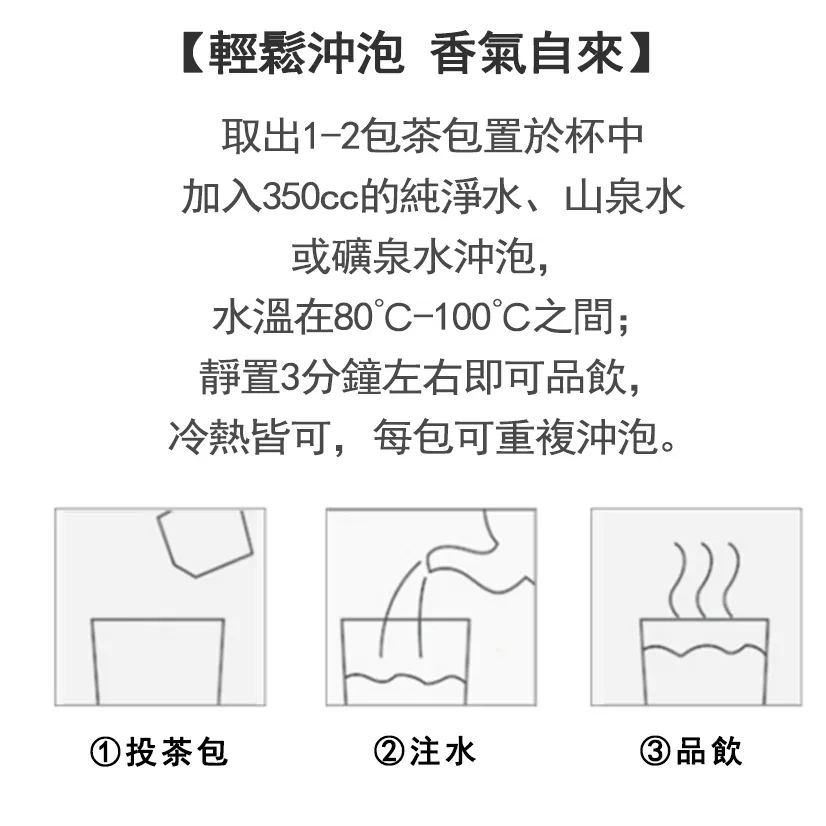 【輕鬆沖泡 香氣自來】
取出1-2包茶包置於杯中
加入350cc的純淨水、山泉水
或礦泉水沖泡，
水溫在80℃-100℃之間；
靜置3分鐘左右即可品飲，
冷熱皆可，每包可重複沖泡。
①投茶包
②注水
③品飲